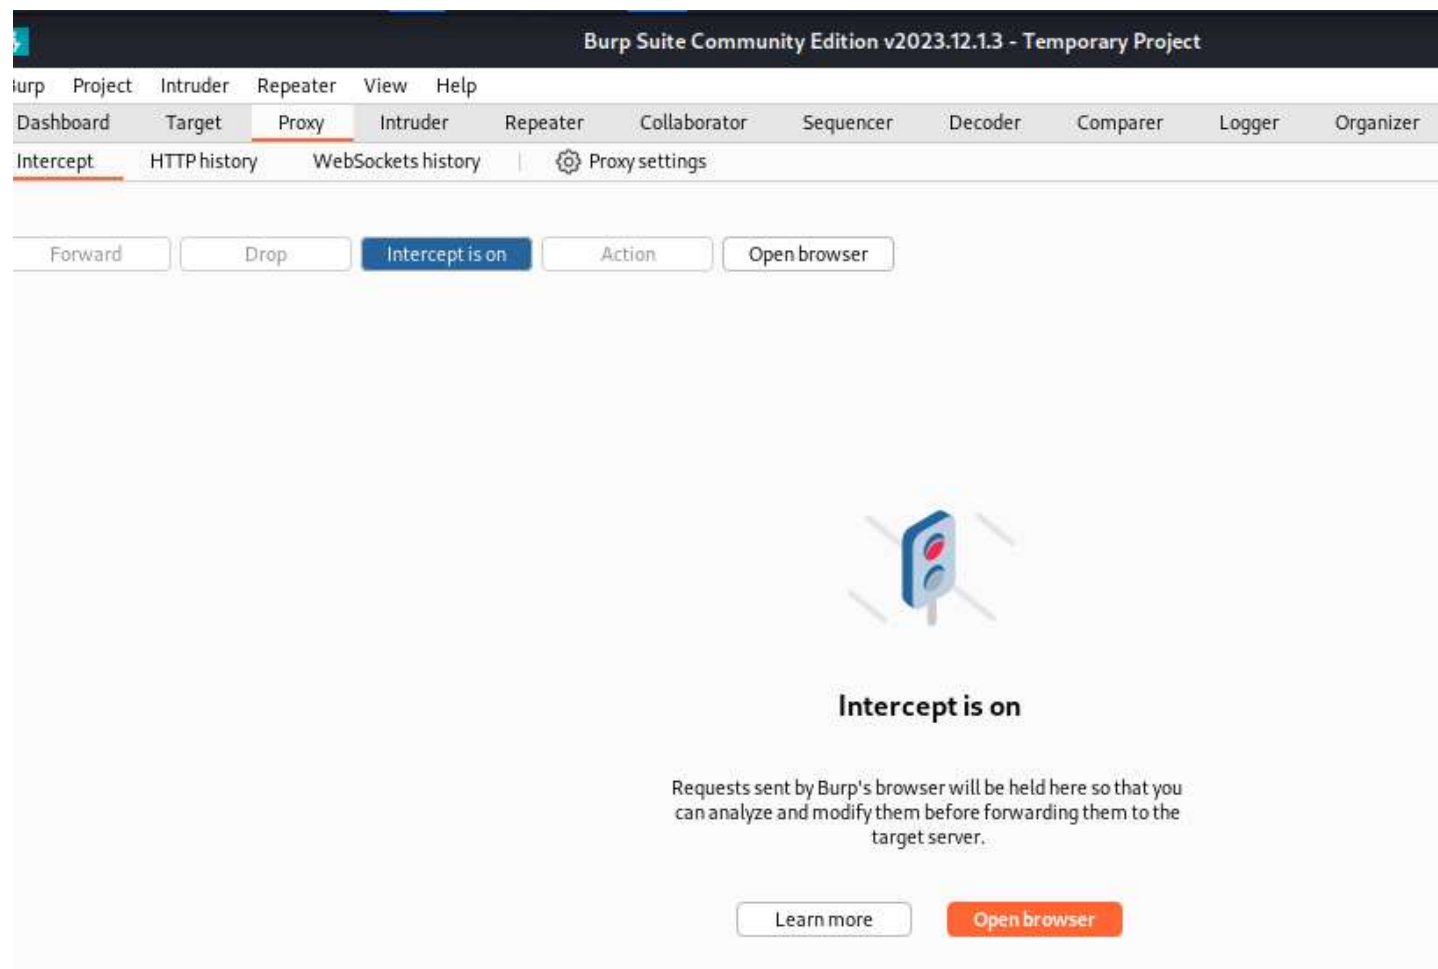 Burp Suite Community Edition v2023.12.1.3 - Temporary Project
Burp Project Intruder Repeater View Help
Dashboard Target Proxy Intruder Repeater Collaborator Sequencer Decoder Comparer Logger Organizer
Intercept HTTP history WebSockets history Proxy settings
Forward Drop Intercept is on Action Open browser
Intercept is on
Requests sent by Burp's browser will be held here so that you
can analyze and modify them before forwarding them to the
target server.
Learn more Open browser